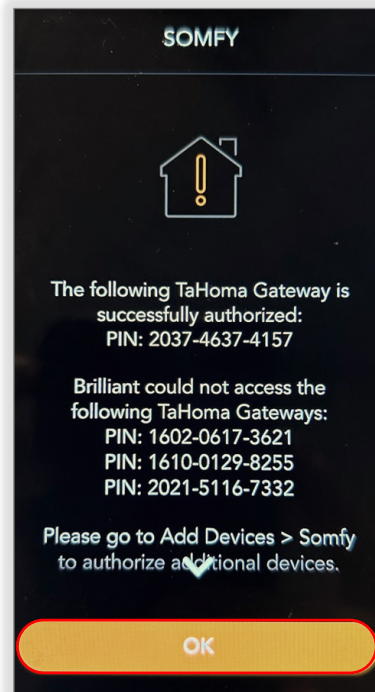 SOMFY
The following TaHoma Gateway is
successfully authorized:
PIN: 2037-4637-4157
Brilliant could not access the
following TaHoma Gateways:
PIN: 1602-0617-3621
PIN: 1610-0129-8255
PIN: 2021-5116-7332
Please go to Add Devices > Somfy
to authorize additional devices.
OK